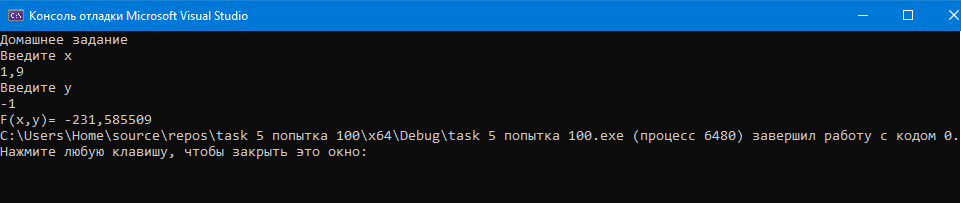 Консоль отладки Microsoft Visual Studio
Домашнее задание
Введите x
1,9
Введите y
-1
F(x,y)= -231,585509
C:\Users\Home\source\repos\task 5 попытка 100\x64\Debug\task 5 попытка 100.exe (процесс 6480) завершил работу с кодом 0.
Нажмите любую клавишу, чтобы закрыть это окно: